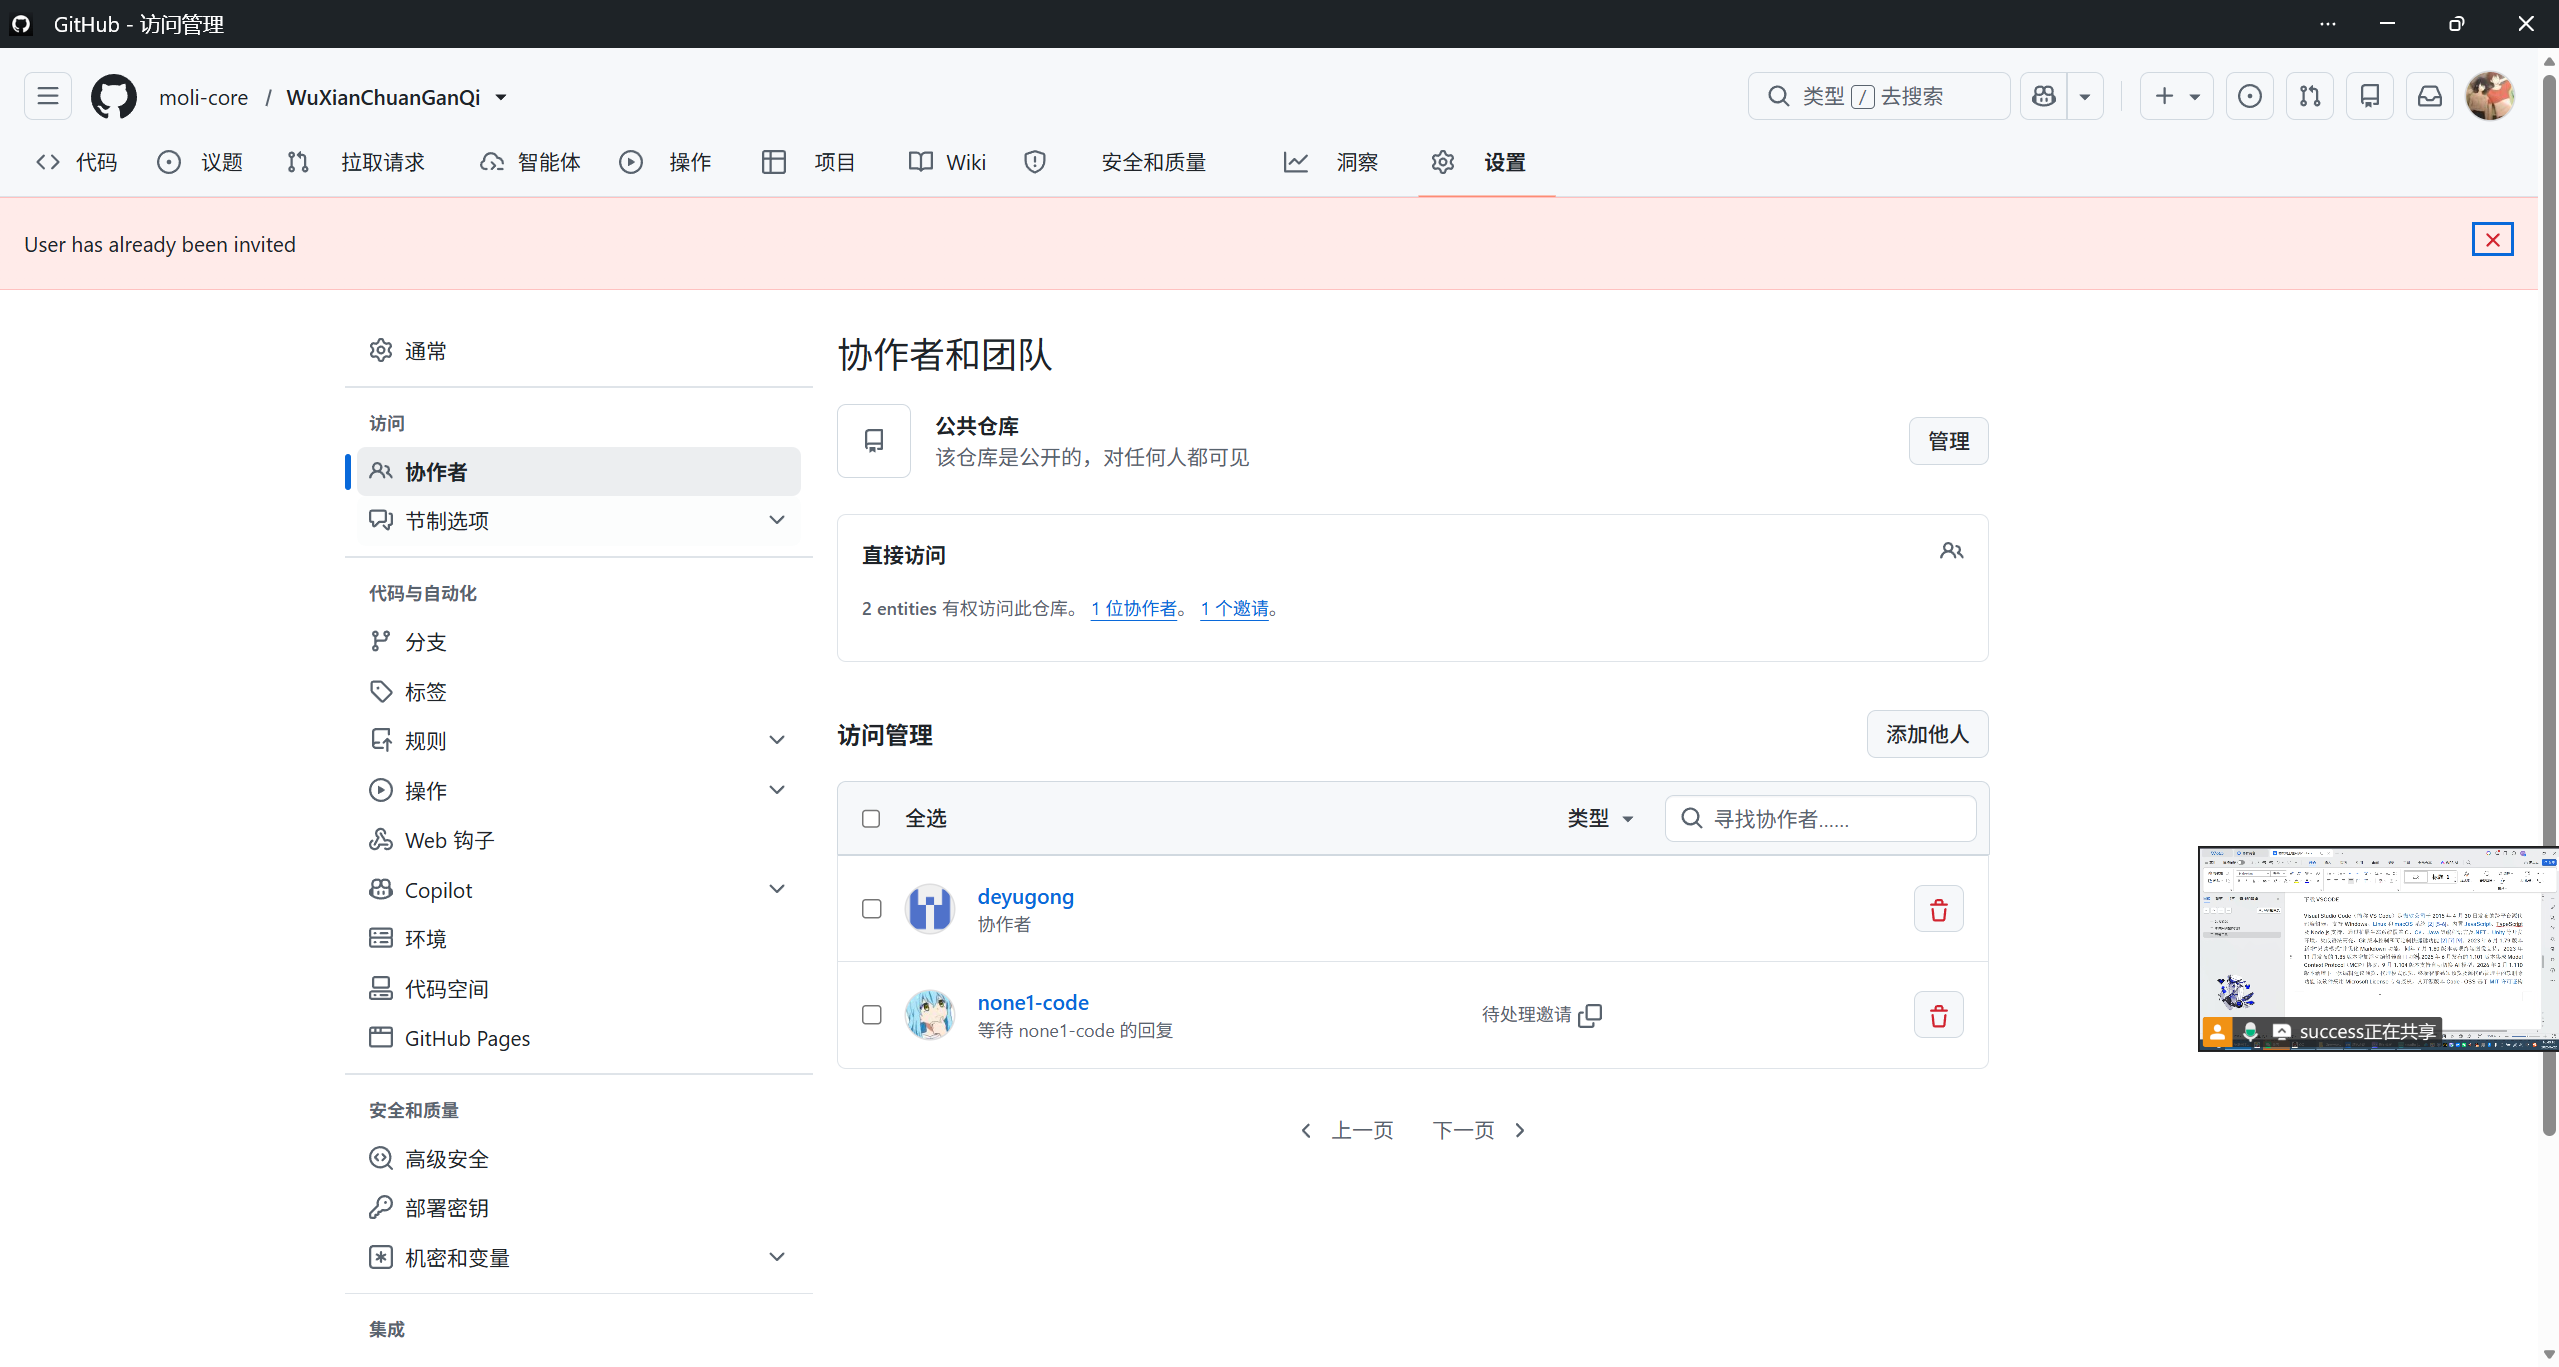 GitHub - 访问管理
moli-core / WuXianChuanGanQi
类型 / 去搜索
代码
议题
拉取请求
智能体
操作
项目
Wiki
安全和质量
洞察
设置
User has already been invited
通常
访问
协作者
节制选项
代码与自动化
分支
标签
规则
操作
Web 钩子
Copilot
环境
代码空间
GitHub Pages
安全和质量
高级安全
部署密钥
机密和变量
集成
协作者和团队
公共仓库
该仓库是公开的，对任何人都可见
管理
直接访问
2 entities 有权访问此仓库。 1 位协作者。 1 个邀请。
访问管理
添加他人
全选
类型
寻找协作者......
deyugong
协作者
none1-code
等待 none1-code 的回复
待处理邀请
上一页
下一页
success正在共享